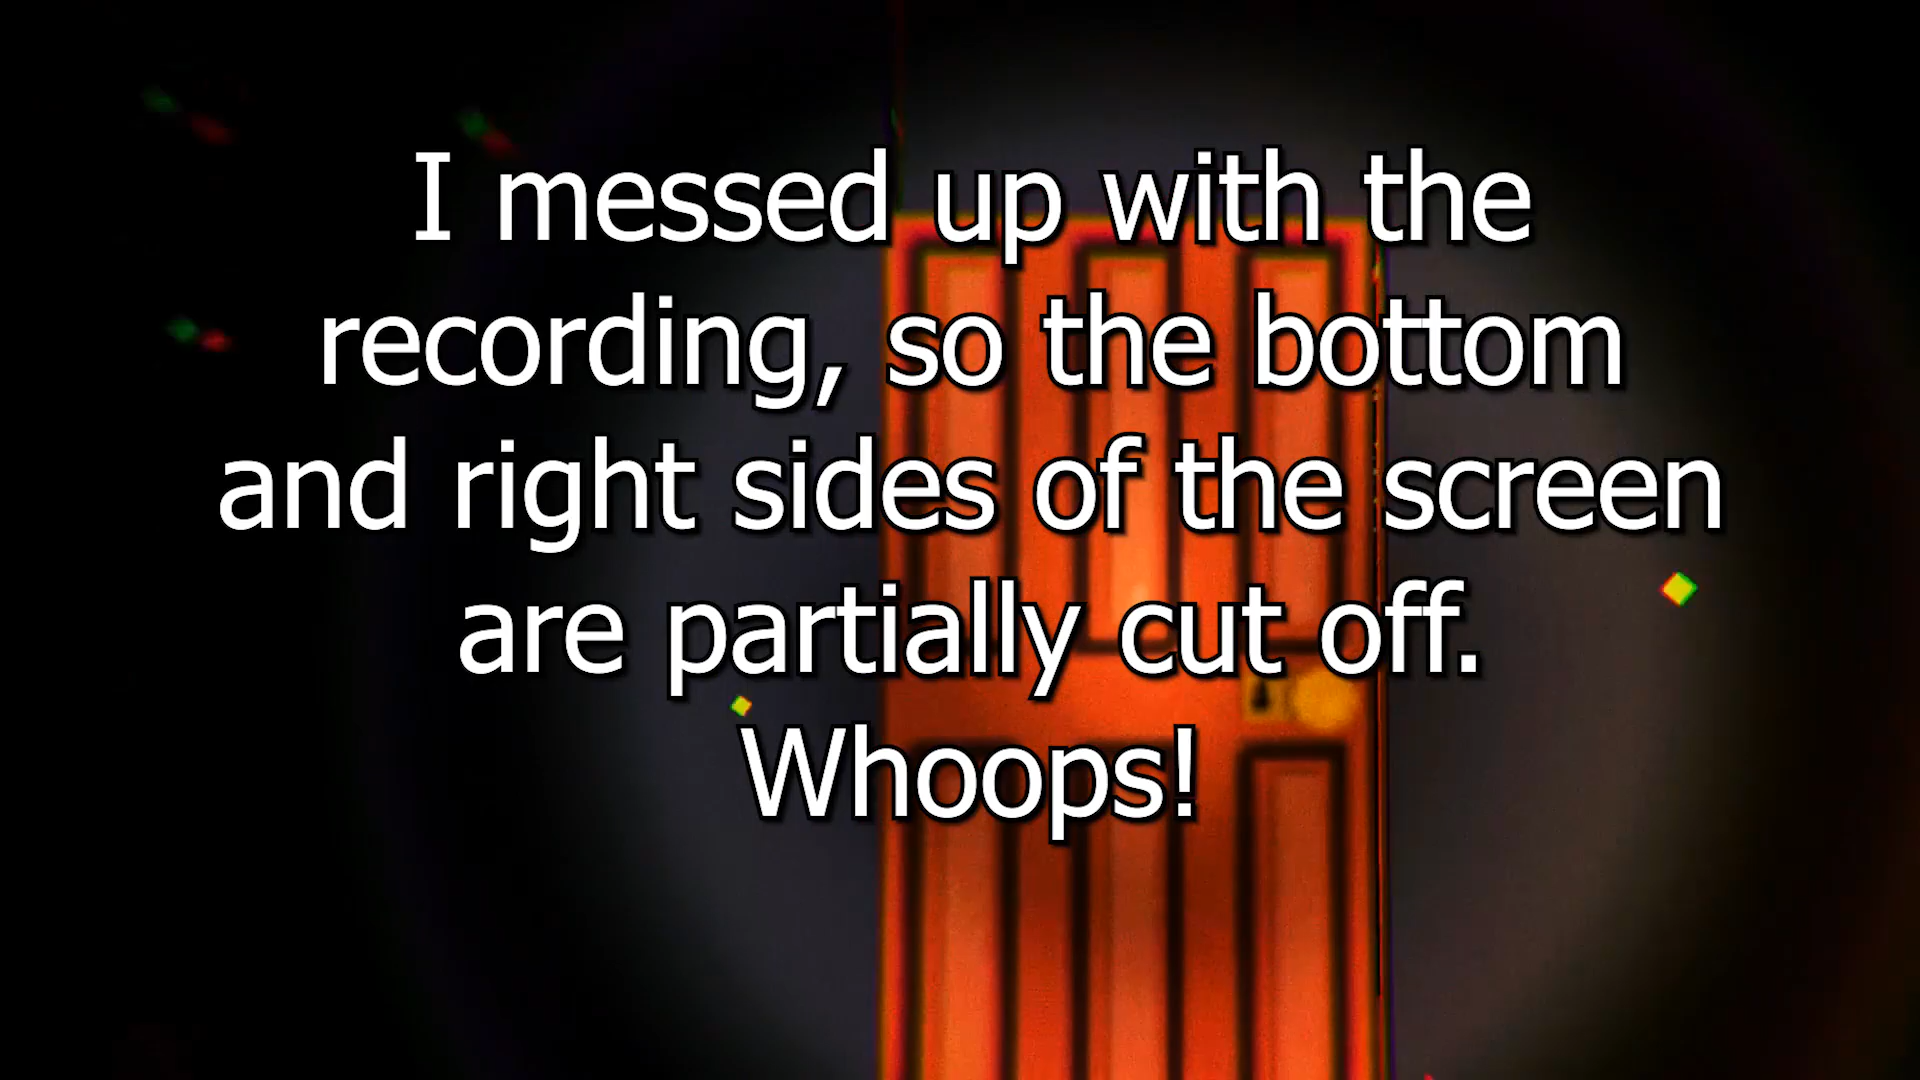 I messed up with the
recording, so the bottom
and right sides of the screen
are partially cut off.
Whoops!